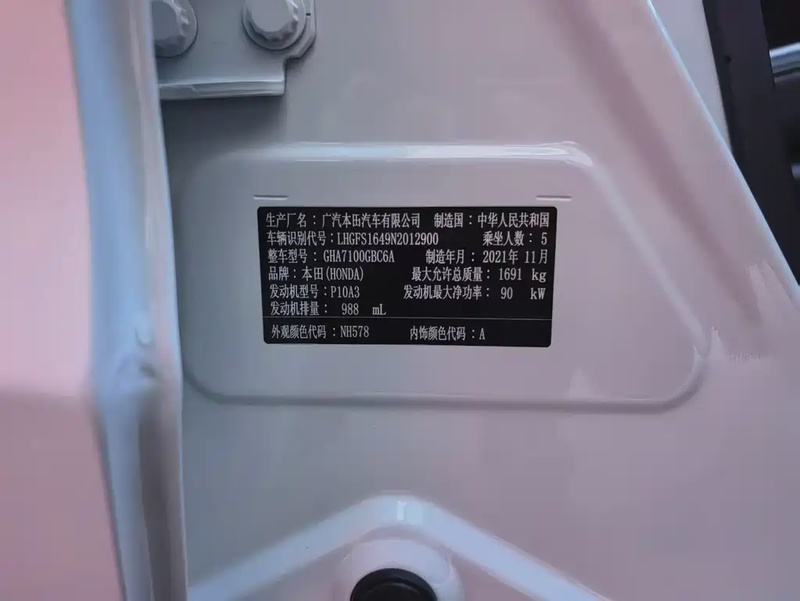 生产厂名：广汽本田汽车有限公司 制造国：中华人民共和国
车辆识别代号：LHGFS1649N2012900 乘坐人数：5
整车型号：GHA7100GBC6A 制造年月：2021年11月
品牌：本田(HONDA) 最大允许总质量：1691 kg
发动机型号：P10A3 发动机最大净功率：90 kW
发动机排量：988 mL
外观颜色代码：NH578 内饰颜色代码：A